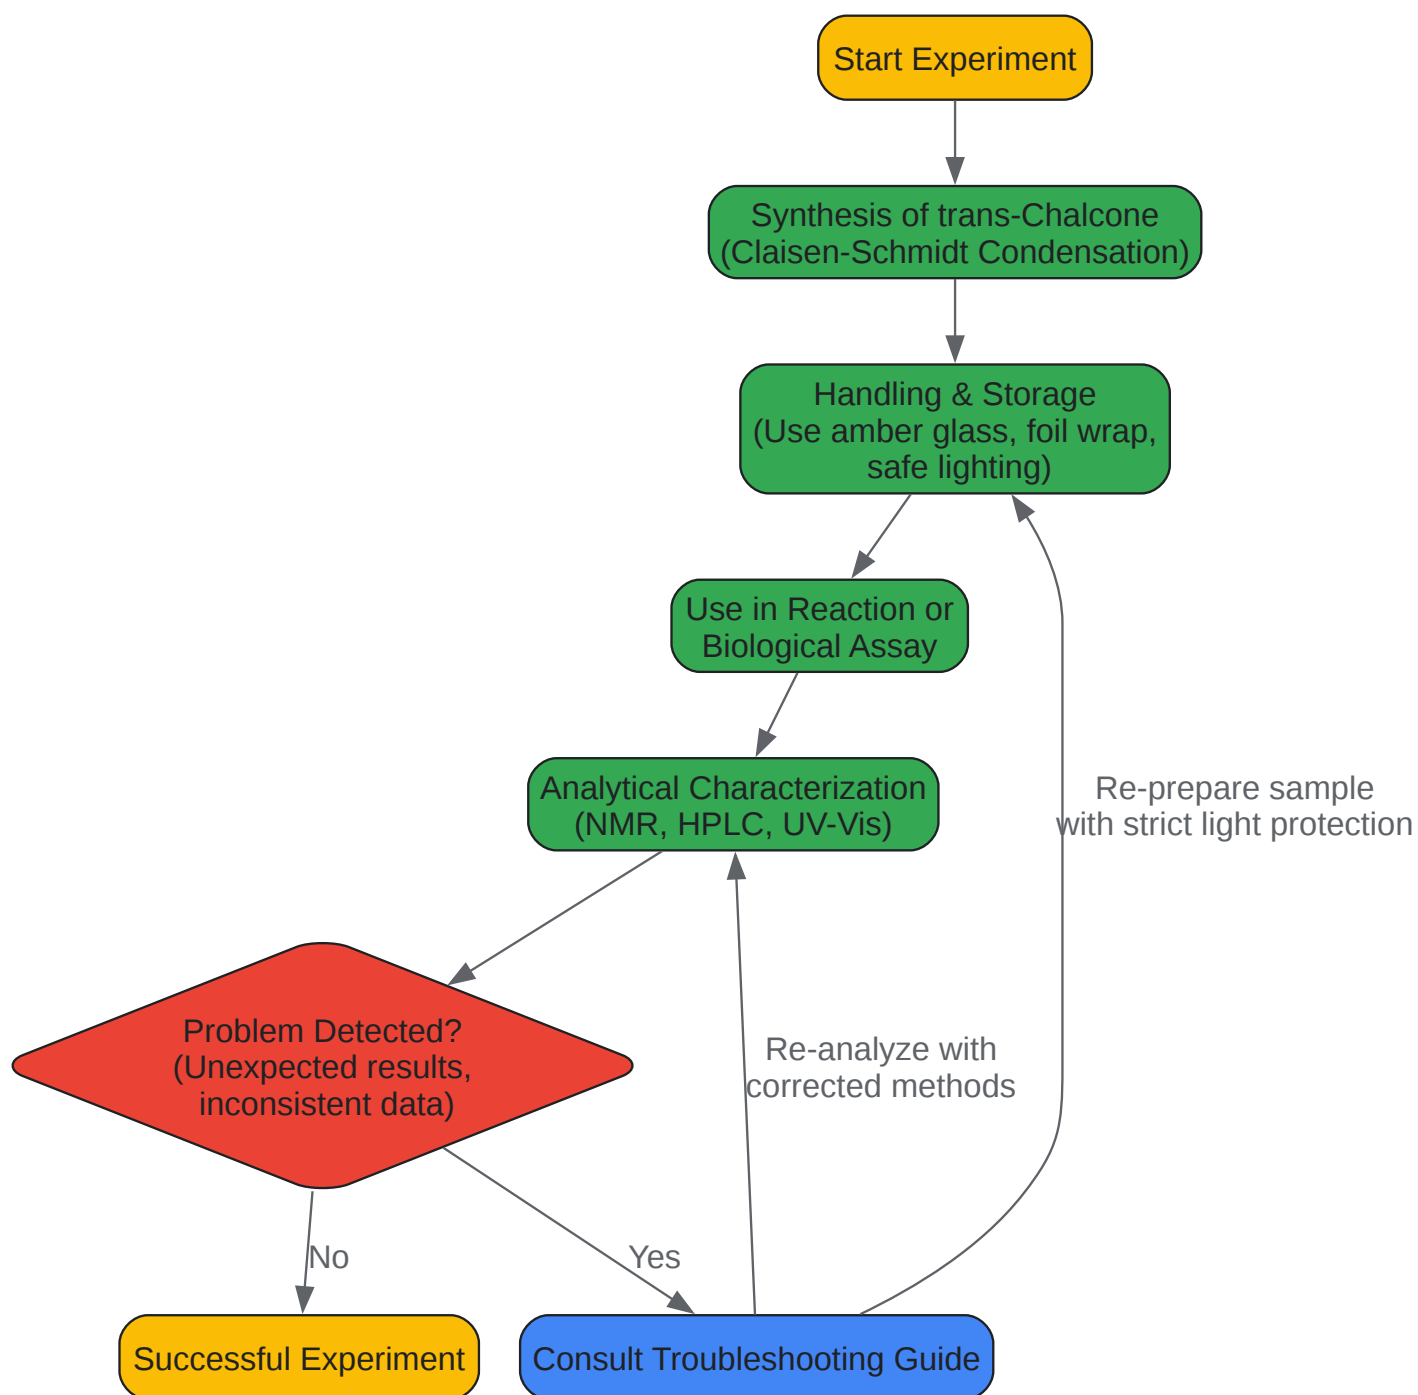 Start Experiment
Synthesis of trans-Chalcone
(Claisen-Schmidt Condensation)
Handling & Storage
(Use amber glass, foil wrap,
safe lighting)
Use in Reaction or
Biological Assay
Analytical Characterization
(NMR, HPLC, UV-Vis)
Re-prepare sample
with strict light protection
Problem Detected?
(Unexpected results,
inconsistent data)
Re-analyze with
corrected methods
No
Yes
Successful Experiment
Consult Troubleshooting Guide